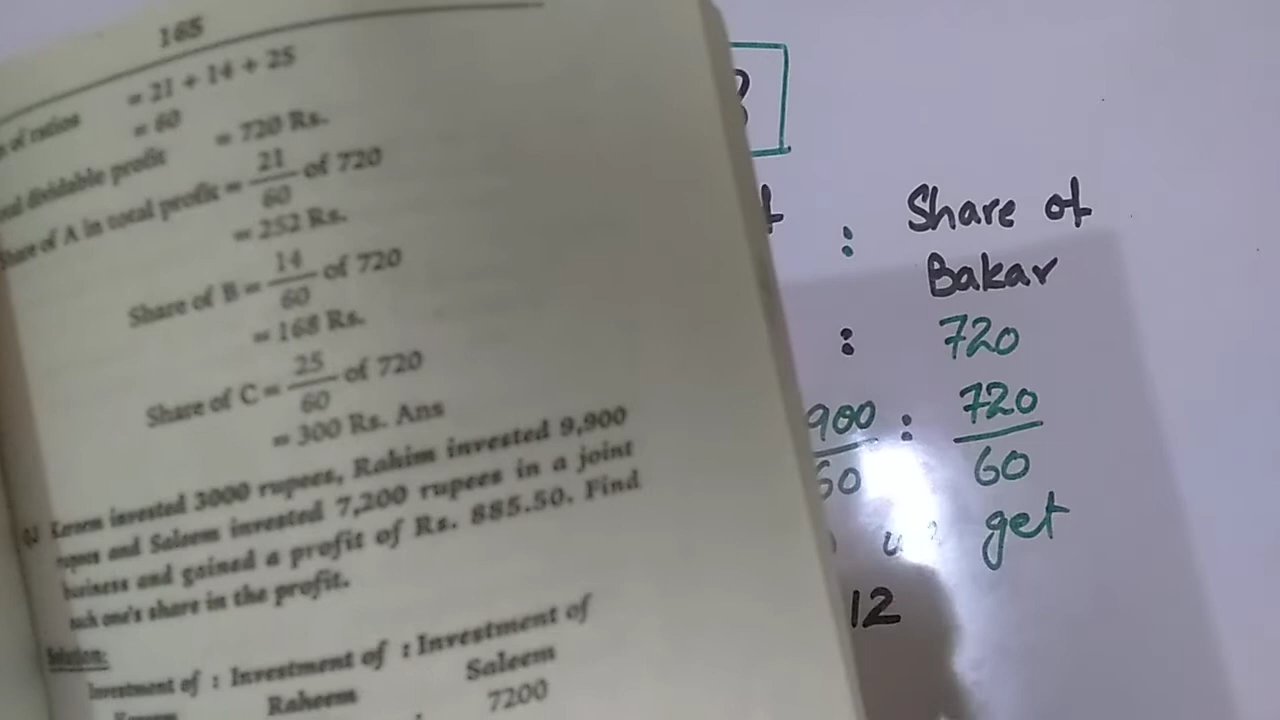 165
= 21 + 14 + 25
of ratios = 60
dividable profit = 720 Rs.
Share of A in total profit = 21/60 of 720
= 252 Rs.
Share of B = 14/60 of 720
= 168 Rs.
Share of C = 25/60 of 720
= 300 Rs. Ans
invested 3000 rupees, Rahim invested 9,900
rupees and Saleem invested 7,200 rupees in a joint
business and gained a profit of Rs. 885.50. Find
each one's share in the profit.
Solution:
Investment of : Investment of : Investment of
Raheem Saleem
7200
: Share of
Bakar
: 720
900 : 720
60 60
get
12